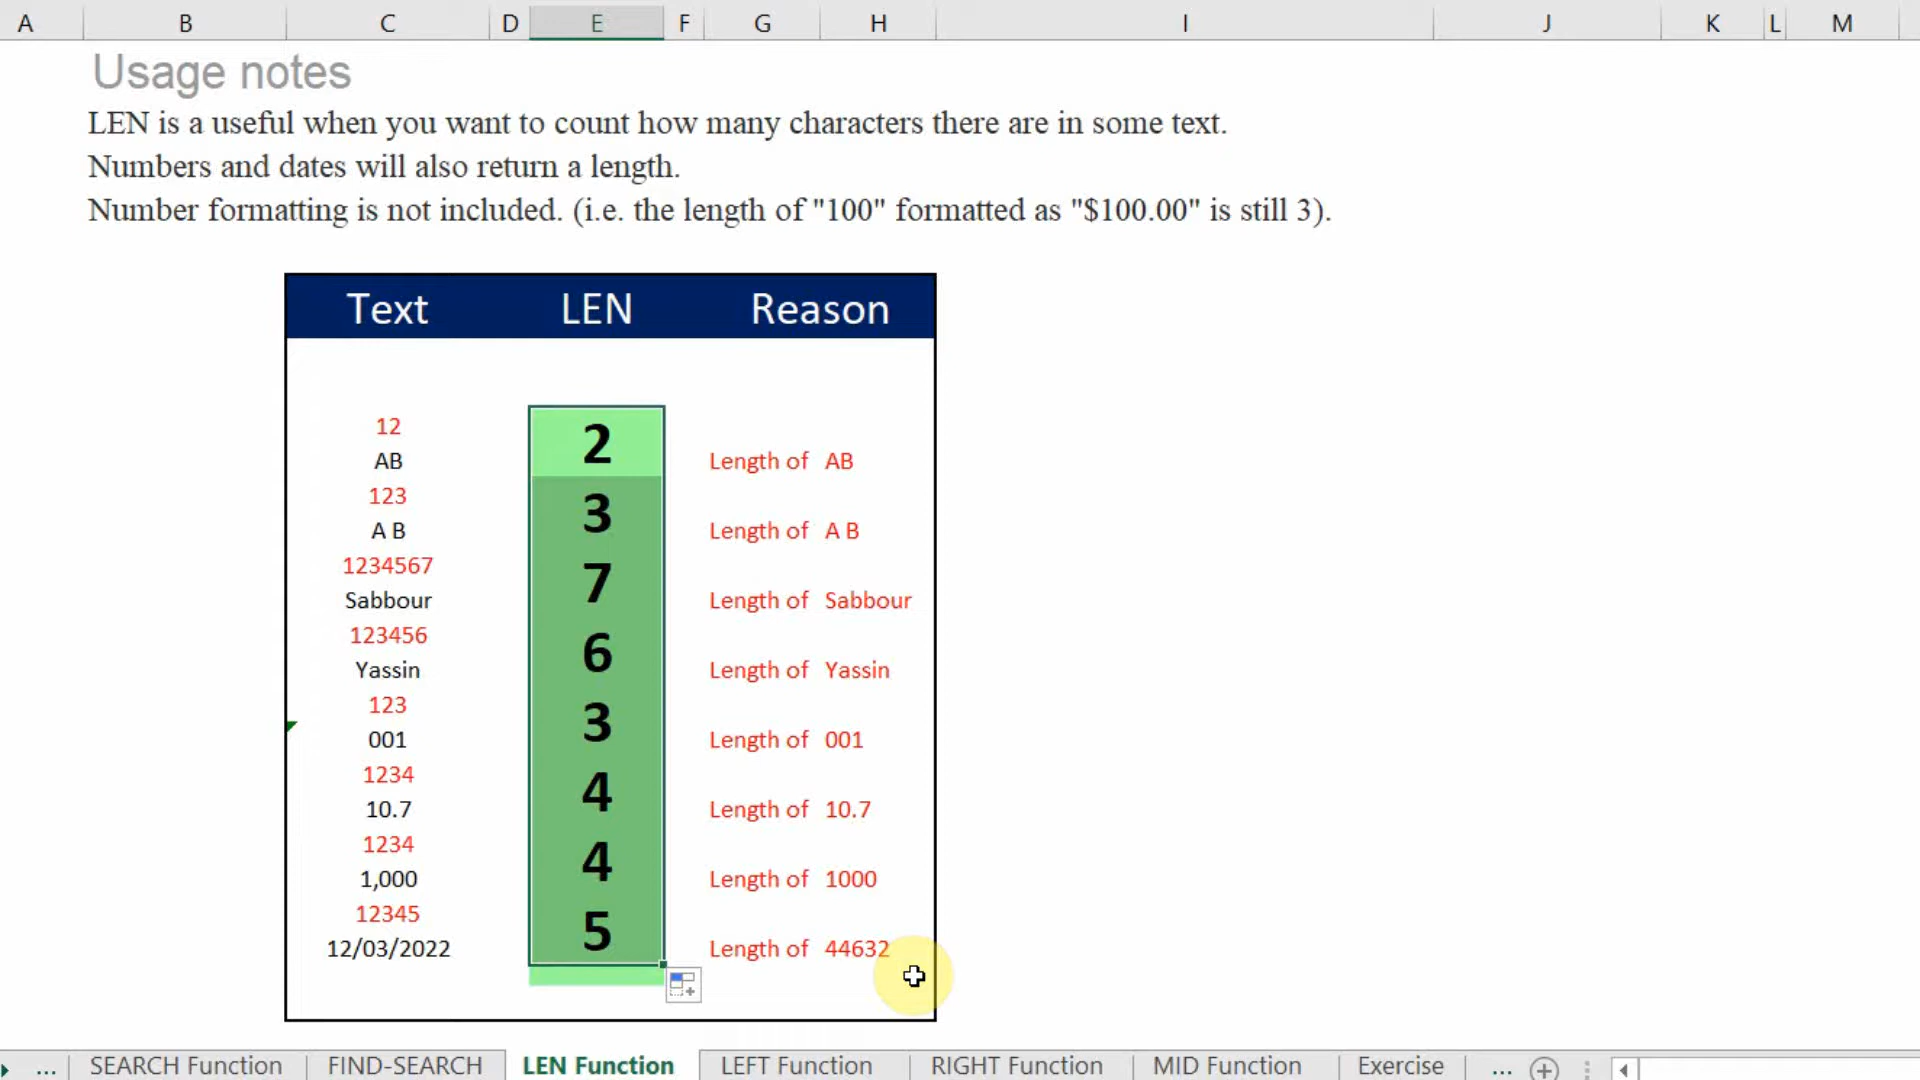 A B C D E F G H I J K L M
Usage notes
LEN is a useful when you want to count how many characters there are in some text.
Numbers and dates will also return a length.
Number formatting is not included. (i.e. the length of "100" formatted as "$100.00" is still 3).
Text LEN Reason
12
2
AB Length of AB
123
3
A B Length of A B
1234567
7
Sabbour Length of Sabbour
123456
6
Yassin Length of Yassin
123
3
001 Length of 001
1234
4
10.7 Length of 10.7
1234
4
1,000 Length of 1000
12345
5
12/03/2022 Length of 44632
... SEARCH Function FIND-SEARCH LEN Function LEFT Function RIGHT Function MID Function Exercise ...